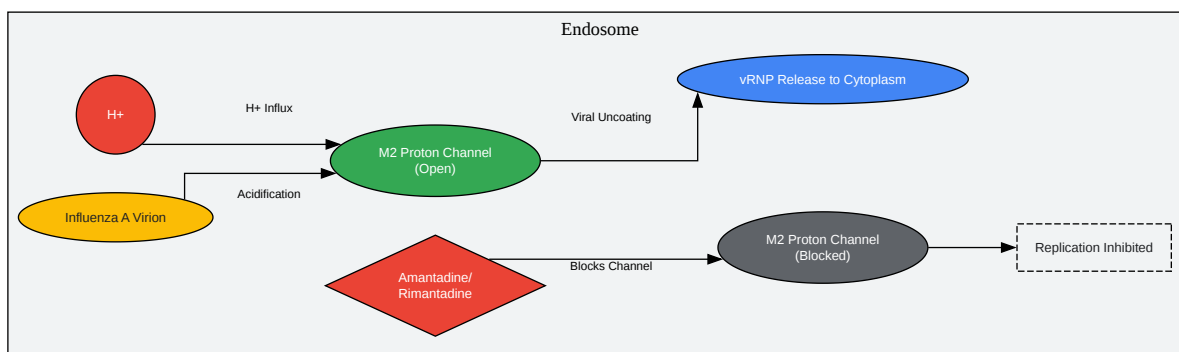 Endosome
H+
H+ Influx
vRNP Release to Cytoplasm
Viral Uncoating
M2 Proton Channel
(Open)
Influenza A Virion
Acidification
Amantadine/
Rimantadine
Blocks Channel
M2 Proton Channel
(Blocked)
Replication Inhibited